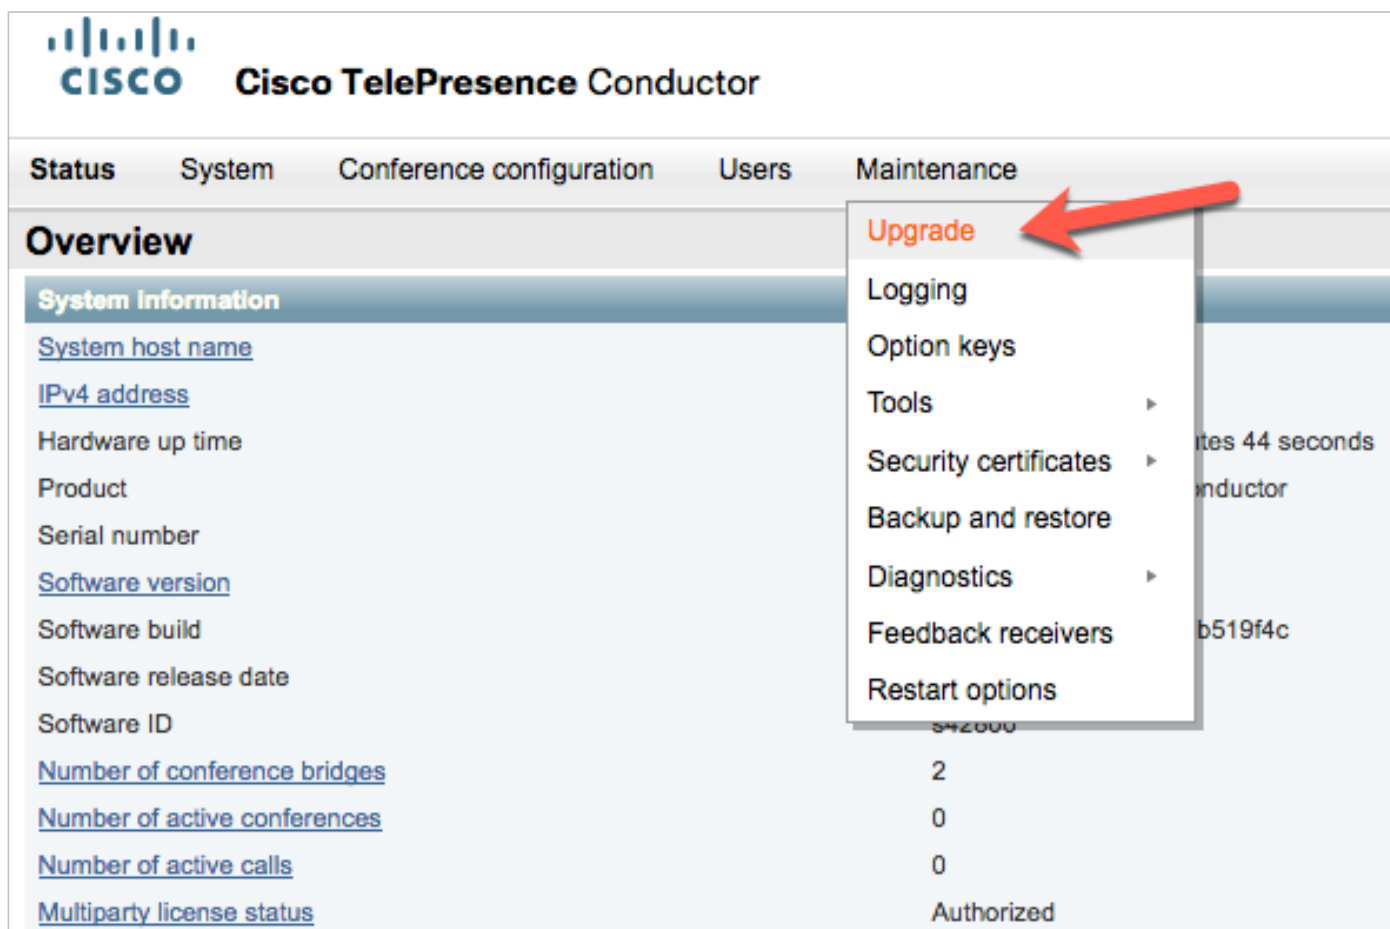 CISCO
Cisco TelePresence Conductor
Status System Conference configuration Users Maintenance
Overview
Upgrade
Logging
Option keys
Tools
Security certificates
Backup and restore
Diagnostics
Feedback receivers
Restart options
System information
System host name
IPv4 address
Hardware up time 44 seconds
Product
Serial number
Software version
Software build b519f4c
Software release date
Software ID
Number of conference bridges 2
Number of active conferences 0
Number of active calls 0
Multiparty license status Authorized